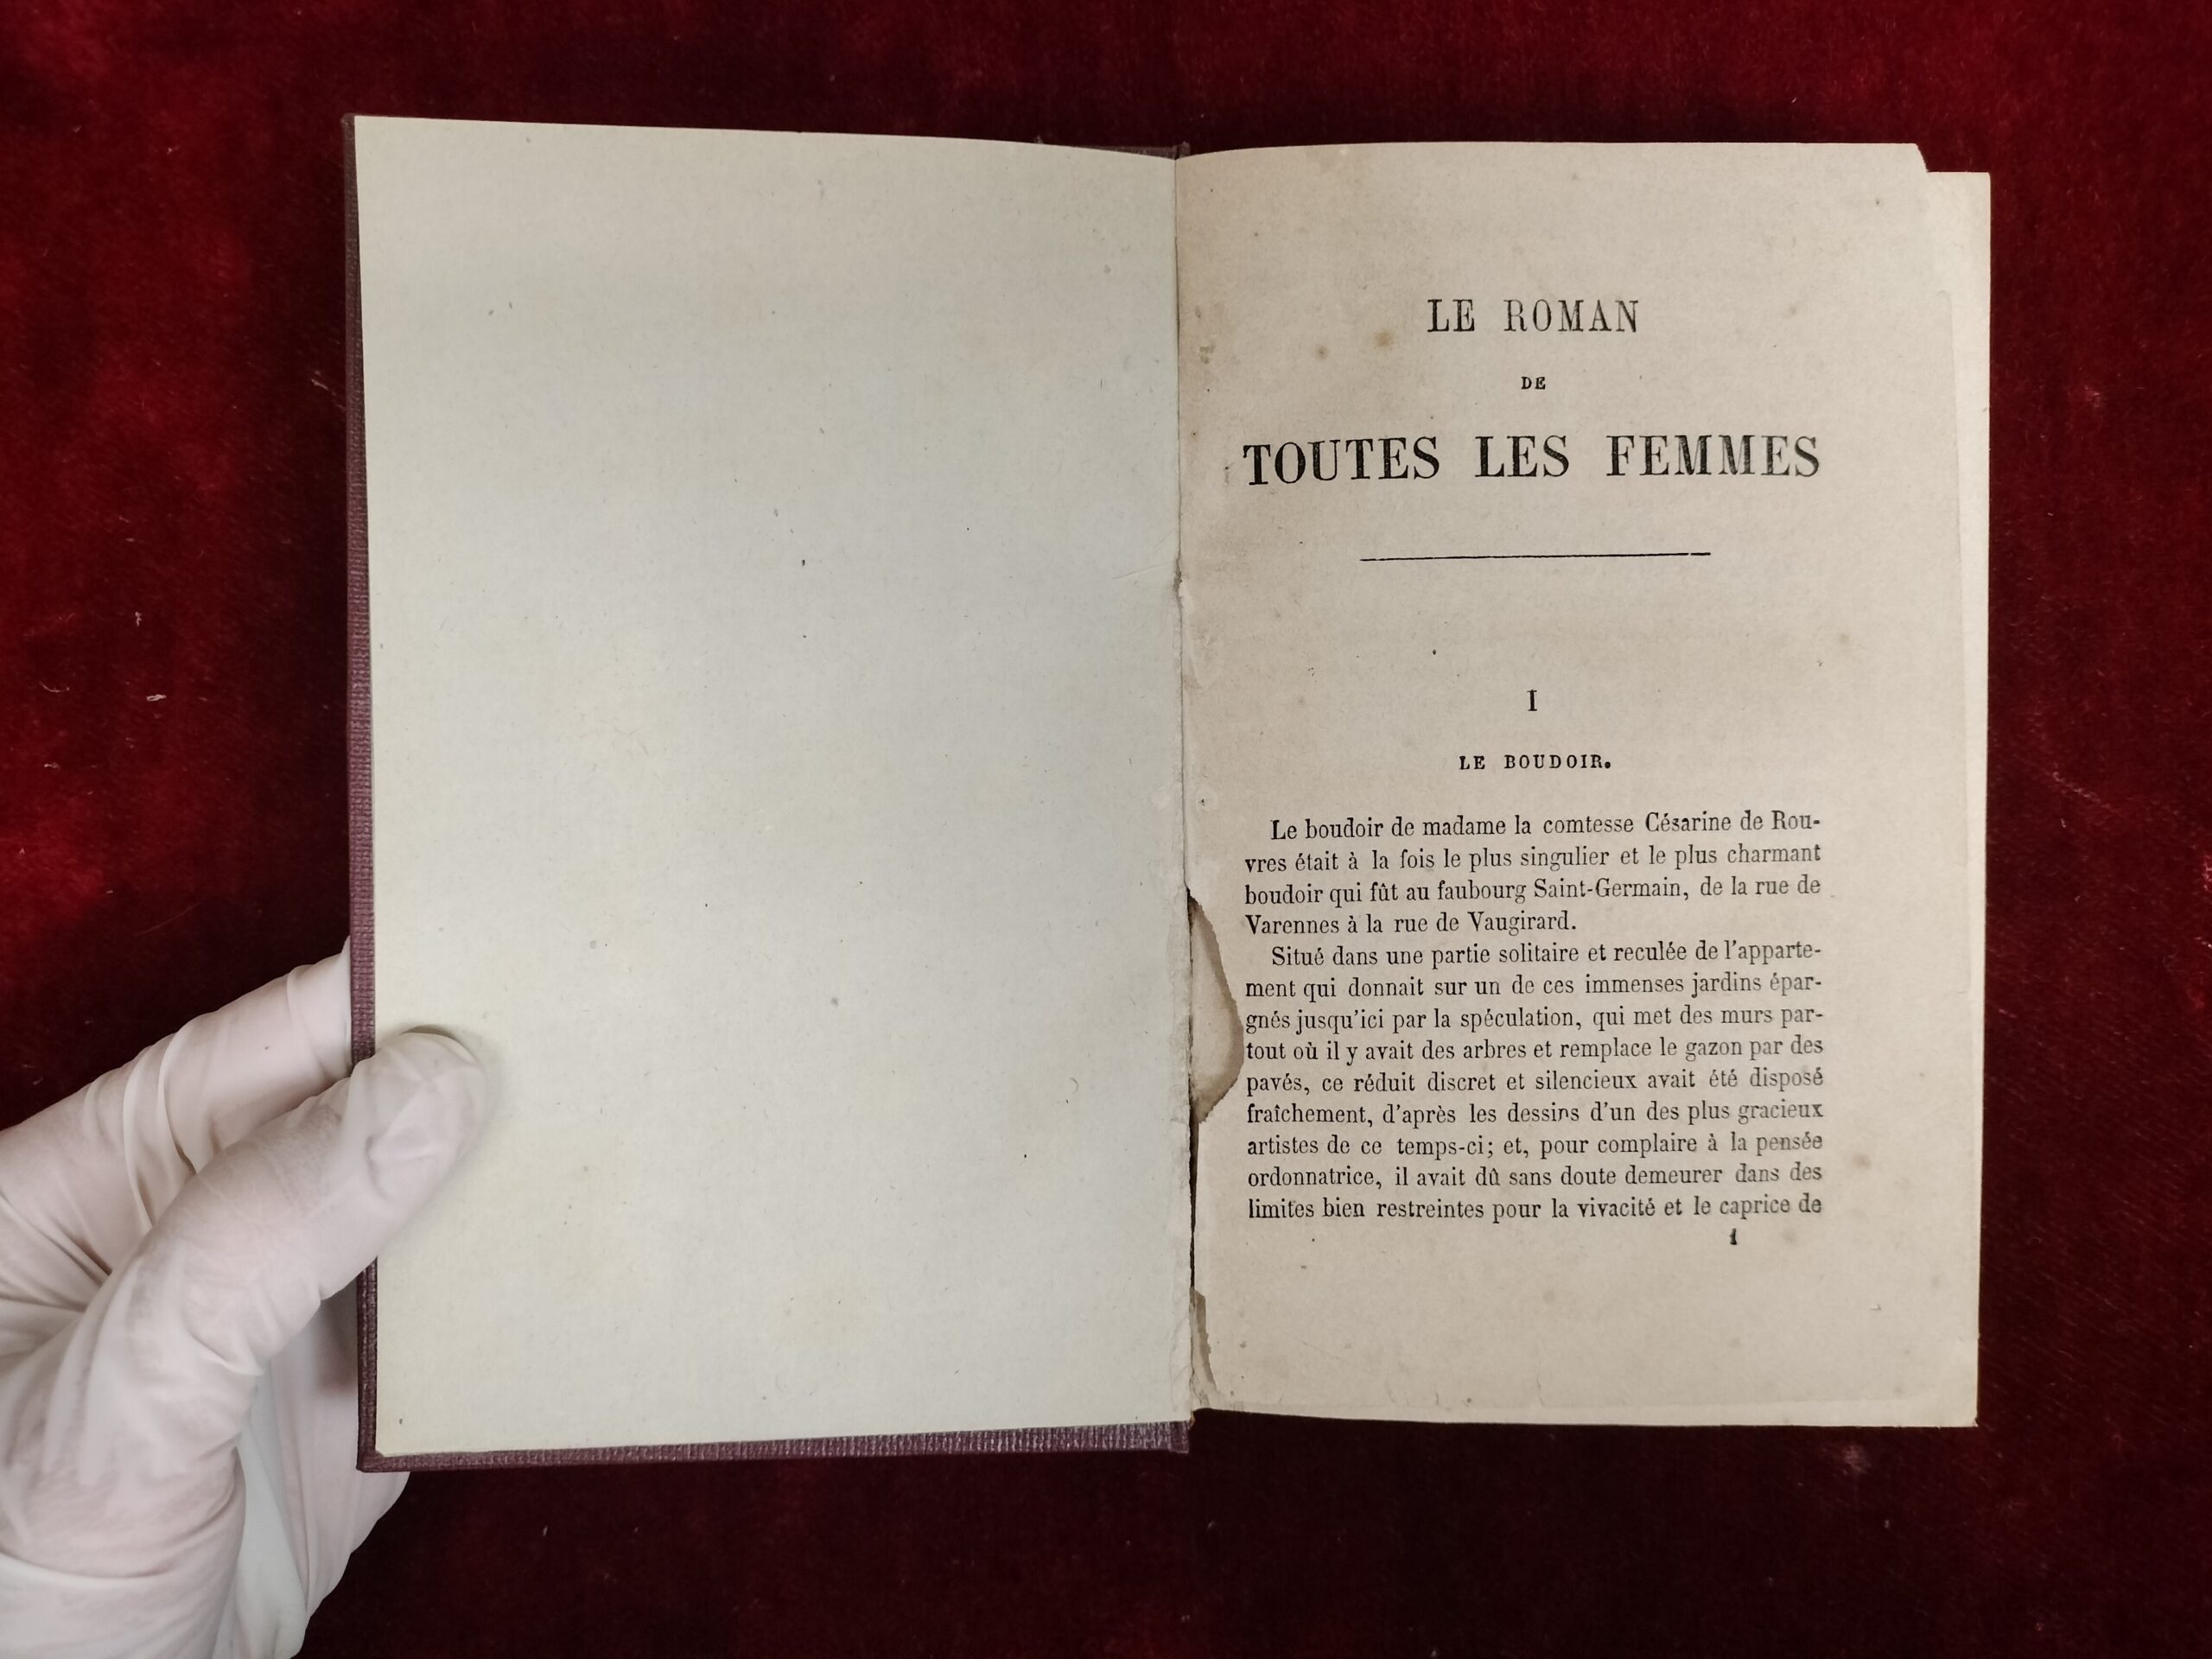 LE ROMAN
DE
TOUTES LES FEMMES
I
LE BOUDOIR.
Le boudoir de madame la comtesse Césarine de Rou-
vres était à la fois le plus singulier et le plus charmant
boudoir qui fût au faubourg Saint-Germain, de la rue de
Varennes à la rue de Vaugirard.
Situé dans une partie solitaire et reculée de l'apparte-
ment qui donnait sur un de ces immenses jardins épar-
gnés jusqu'ici par la spéculation, qui met des murs par-
tout où il y avait des arbres et remplace le gazon par des
pavés, ce réduit discret et silencieux avait été disposé
fraîchement, d'après les dessins d'un des plus gracieux
artistes de ce temps-ci; et, pour complaire à la pensée
ordonnatrice, il avait dû sans doute demeurer dans des
limites bien restreintes pour la vivacité et le caprice de
1